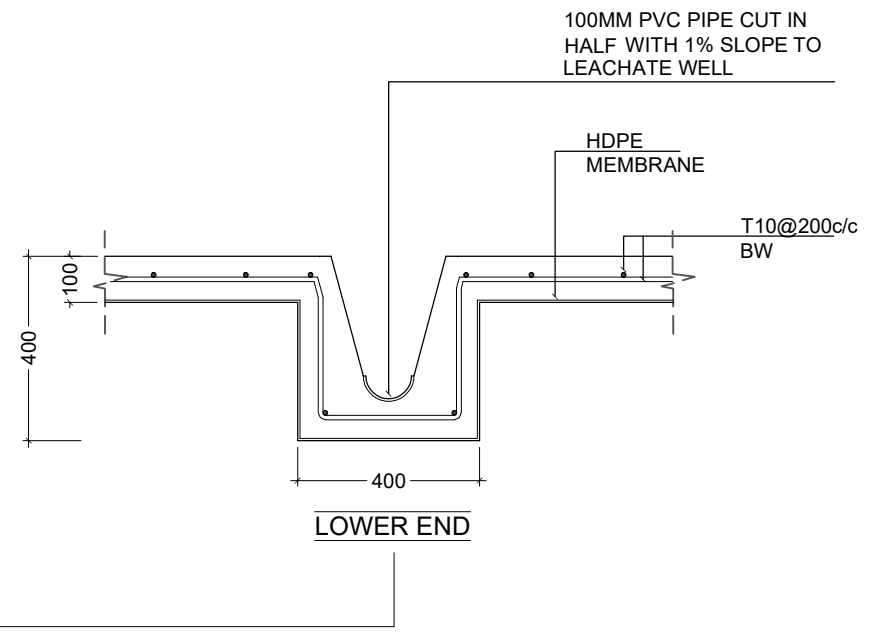 100MM PVC PIPE CUT IN
HALF WITH 1% SLOPE TO
LEACHATE WELL
HDPE
MEMBRANE
T10@200c/c
BW
100
400
400
LOWER END